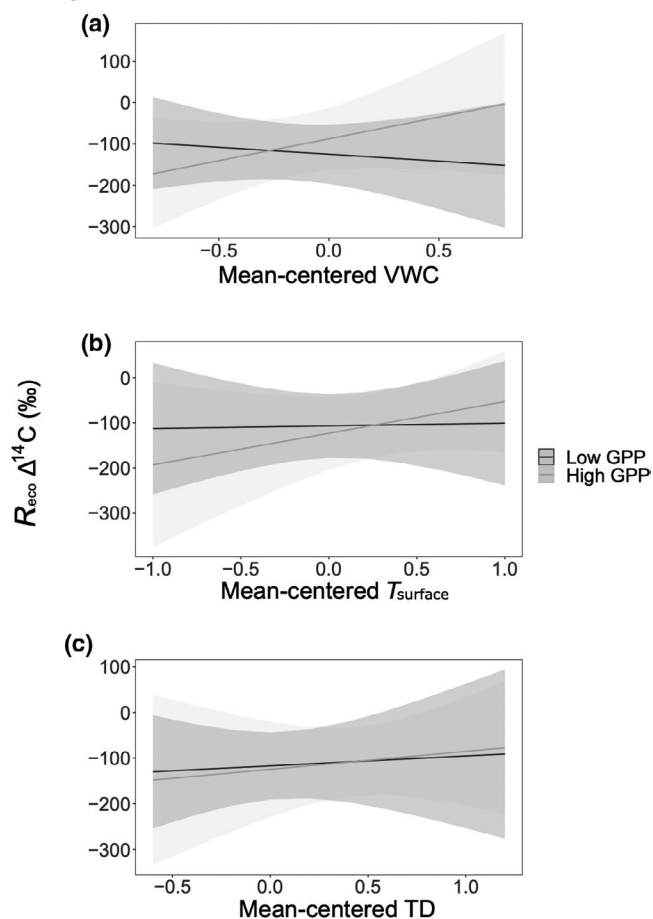 (a)
100
0
−100
−200
−300
−0.5 0.0 0.5
Mean-centered VWC
(b)
0
−100
−200
−300
−1.0 −0.5 0.0 0.5 1.0
Mean-centered Tsurface
Reco Δ14C (‰)
Low GPP
High GPP
(c)
100
0
−100
−200
−300
−0.5 0.0 0.5 1.0
Mean-centered TD